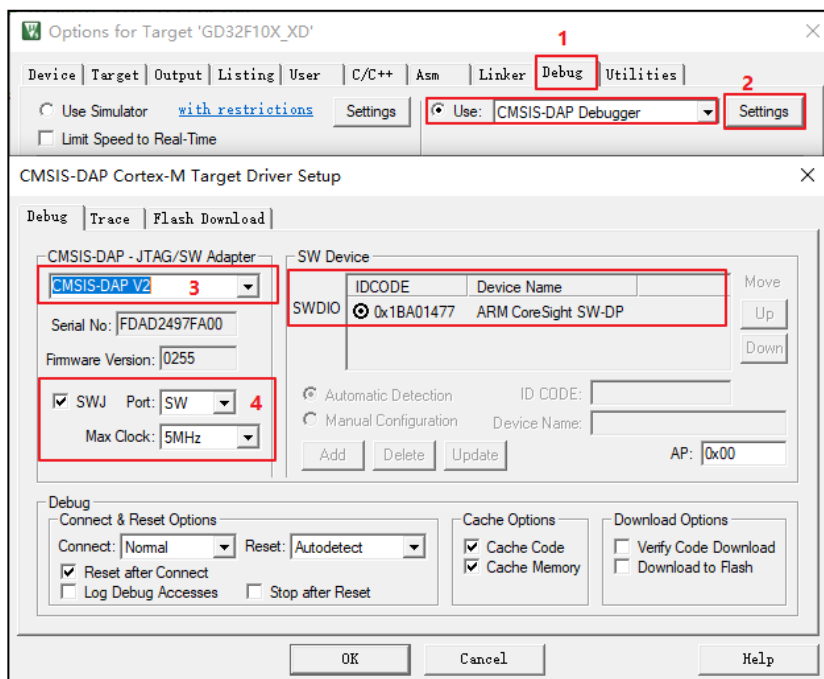 Options for Target 'GD32F10X_XD'
1
Device Target Output Listing User C/C++ Asm Linker Debug Utilities
2
Use Simulator with restrictions Settings Use: CMSIS-DAP Debugger Settings
Limit Speed to Real-Time
CMSIS-DAP Cortex-M Target Driver Setup
Debug Trace Flash Download
CMSIS-DAP - JTAG/SW Adapter
CMSIS-DAP V2 3
Serial No: FDAD2497FA00
Firmware Version: 0255
SWJ Port: SW 4
Max Clock: 5MHz
SW Device
IDCODE Device Name Move
SWDIO 0x1BA01477 ARM CoreSight SW-DP Up
Down
Automatic Detection ID CODE:
Manual Configuration Device Name:
Add Delete Update AP: 0x00
Debug
Connect & Reset Options
Connect: Normal Reset: Autodetect
Reset after Connect
Log Debug Accesses Stop after Reset
Cache Options
Cache Code
Cache Memory
Download Options
Verify Code Download
Download to Flash
OK Cancel Help